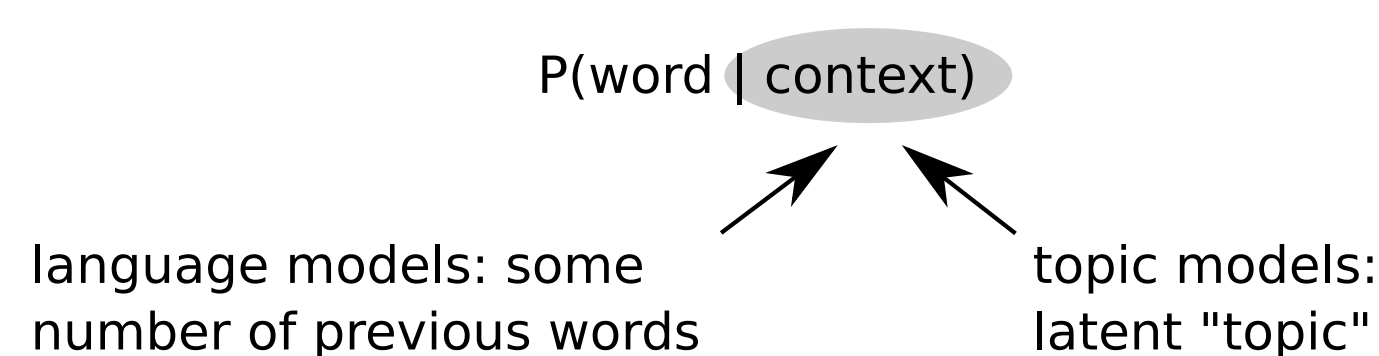 P(word | context)
language models: some
number of previous words
topic models:
latent "topic"